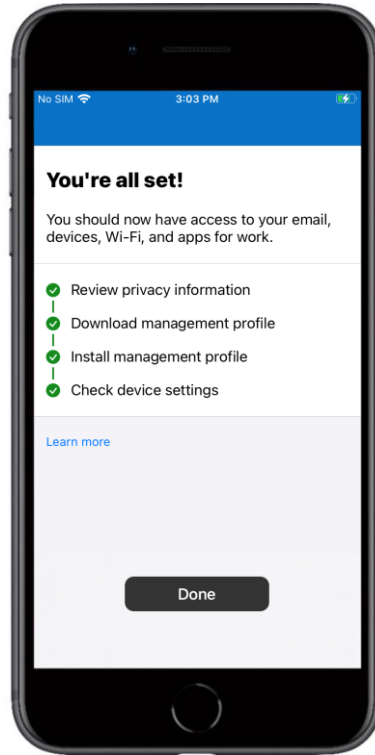 No SIM 3:03 PM
You're all set!
You should now have access to your email,
devices, Wi-Fi, and apps for work.
Review privacy information
Download management profile
Install management profile
Check device settings
Learn more
Done